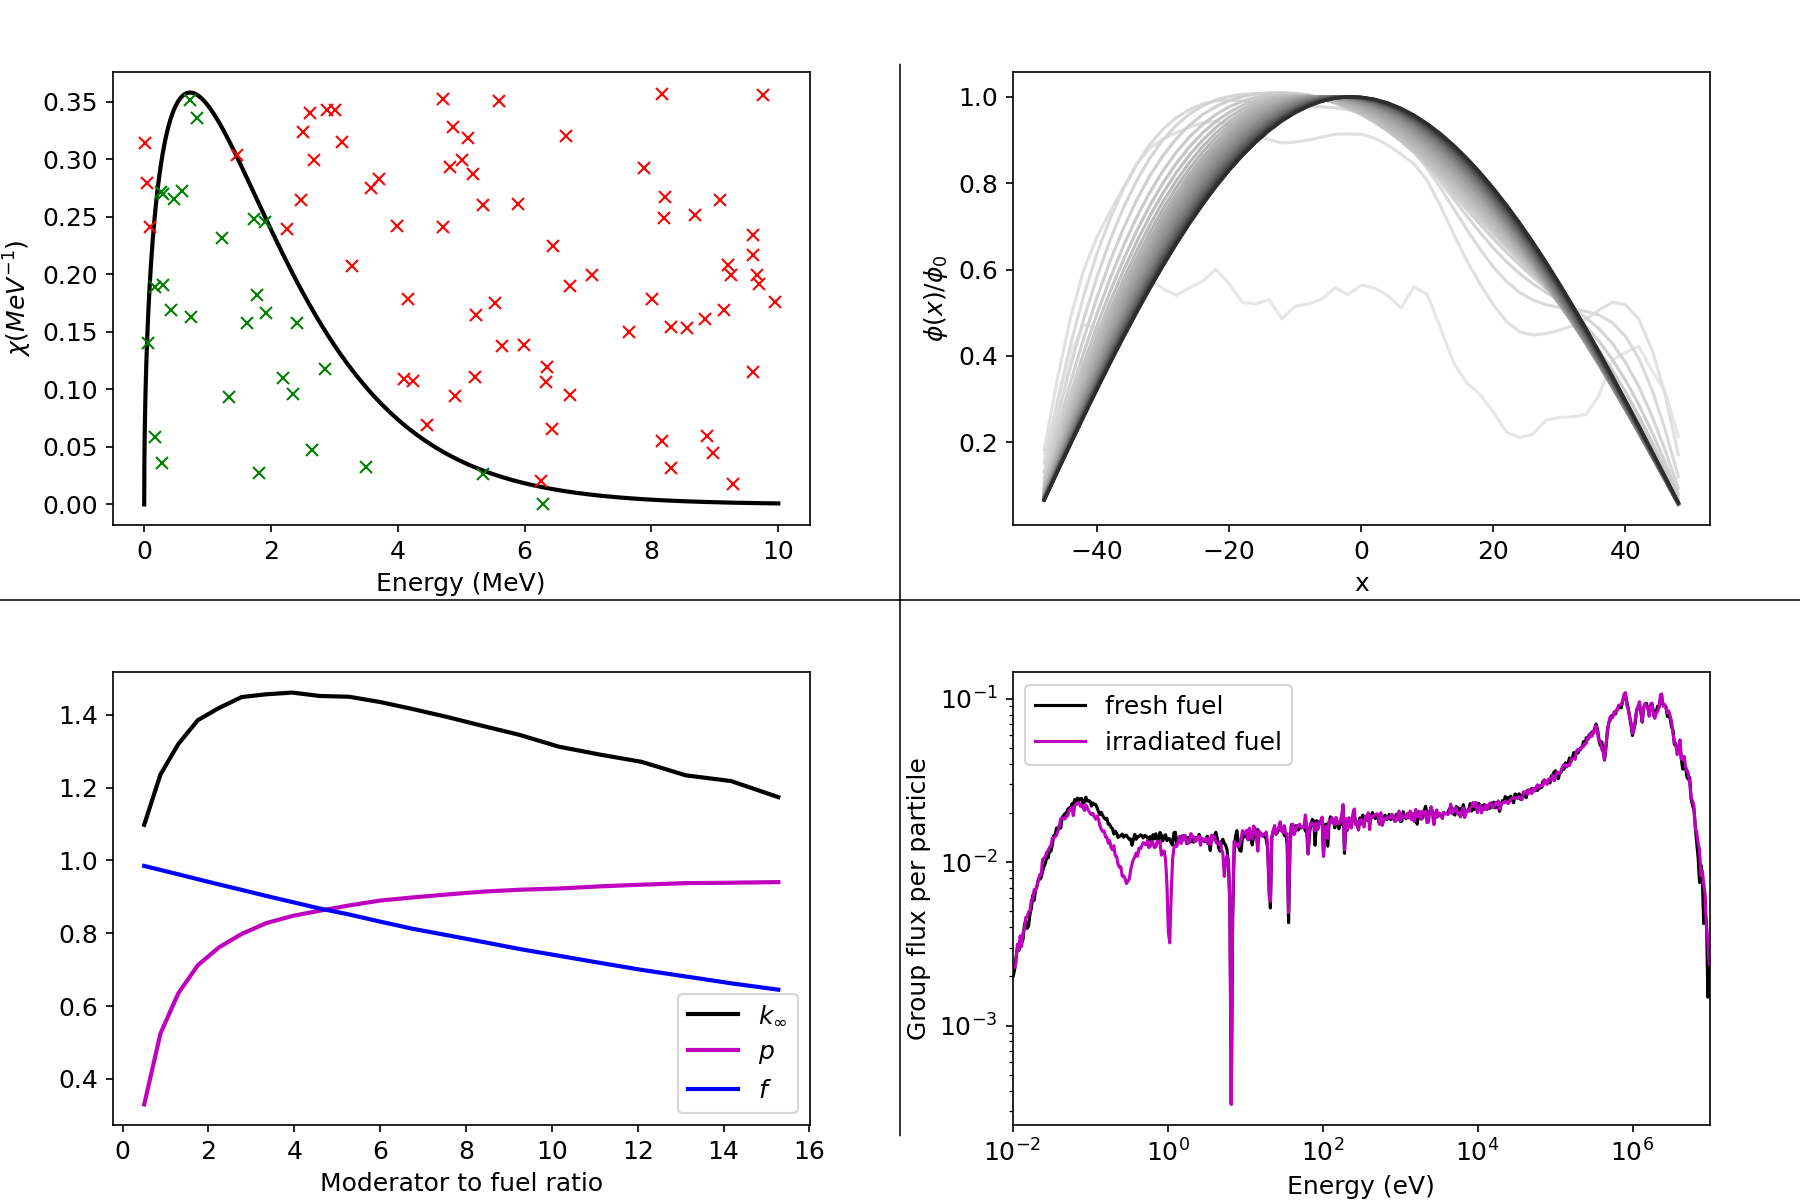 0.35
0.30
0.25
0.20
0.15
0.10
0.05
0.00
χ(MeV⁻¹)
0 2 4 6 8 10
Energy (MeV)
1.0
0.8
0.6
0.4
0.2
ϕ(x)/ϕ₀
−40 −20 0 20 40
x
1.4
1.2
1.0
0.8
0.6
0.4
k∞
p
f
0 2 4 6 8 10 12 14 16
Moderator to fuel ratio
fresh fuel
irradiated fuel
10⁻¹
10⁻²
10⁻³
Group flux per particle
10⁻² 10⁰ 10² 10⁴ 10⁶
Energy (eV)